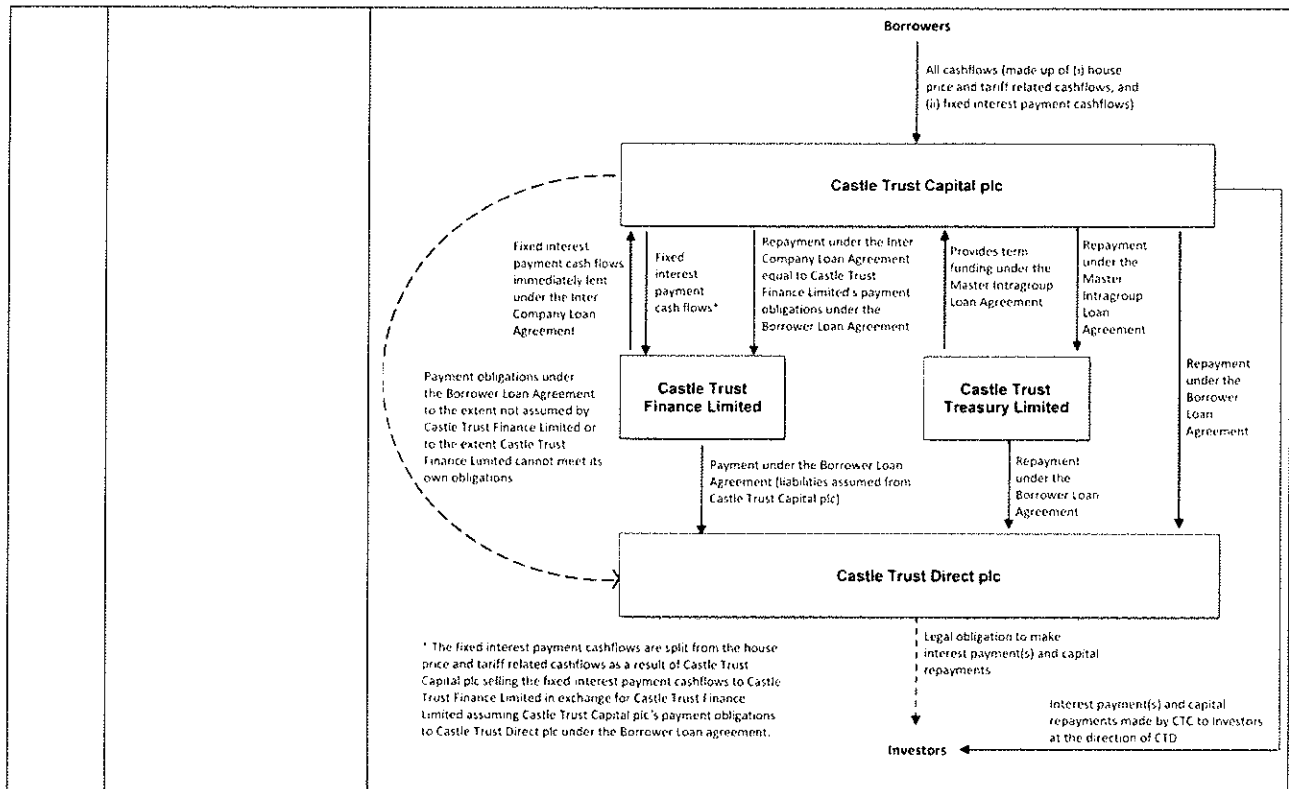 Borrowers
All cashflows (made up of (i) house
price and tariff related cashflows, and
(ii) fixed interest payment cashflows)
Castle Trust Capital plc
Fixed interest
payment cash flows
immediately lent
under the Inter
Company Loan
Agreement
Fixed
interest
payment
cash flows*
Repayment under the Inter
Company Loan Agreement
equal to Castle Trust
Finance Limited's payment
obligations under the
Borrower Loan Agreement
Provides term
funding under the
Master Intragroup
Loan Agreement
Repayment
under the
Master
Intragroup
Loan
Agreement
Repayment
under the
Borrower
Loan
Agreement
Castle Trust
Finance Limited
Castle Trust
Treasury Limited
Payment obligations under
the Borrower Loan Agreement
to the extent not assumed by
Castle Trust Finance Limited or
to the extent Castle Trust
Finance Limited cannot meet its
own obligations
Payment under the Borrower Loan
Agreement (liabilities assumed from
Castle Trust Capital plc)
Repayment
under the
Borrower Loan
Agreement
Castle Trust Direct plc
Legal obligation to make
interest payment(s) and capital
repayments
* The fixed interest payment cashflows are split from the house
price and tariff related cashflows as a result of Castle Trust
Capital plc selling the fixed interest payment cashflows to Castle
Trust Finance Limited in exchange for Castle Trust Finance
Limited assuming Castle Trust Capital plc's payment obligations
to Castle Trust Direct plc under the Borrower Loan agreement.
Interest payment(s) and capital
repayments made by CTC to Investors
at the direction of CTD
Investors